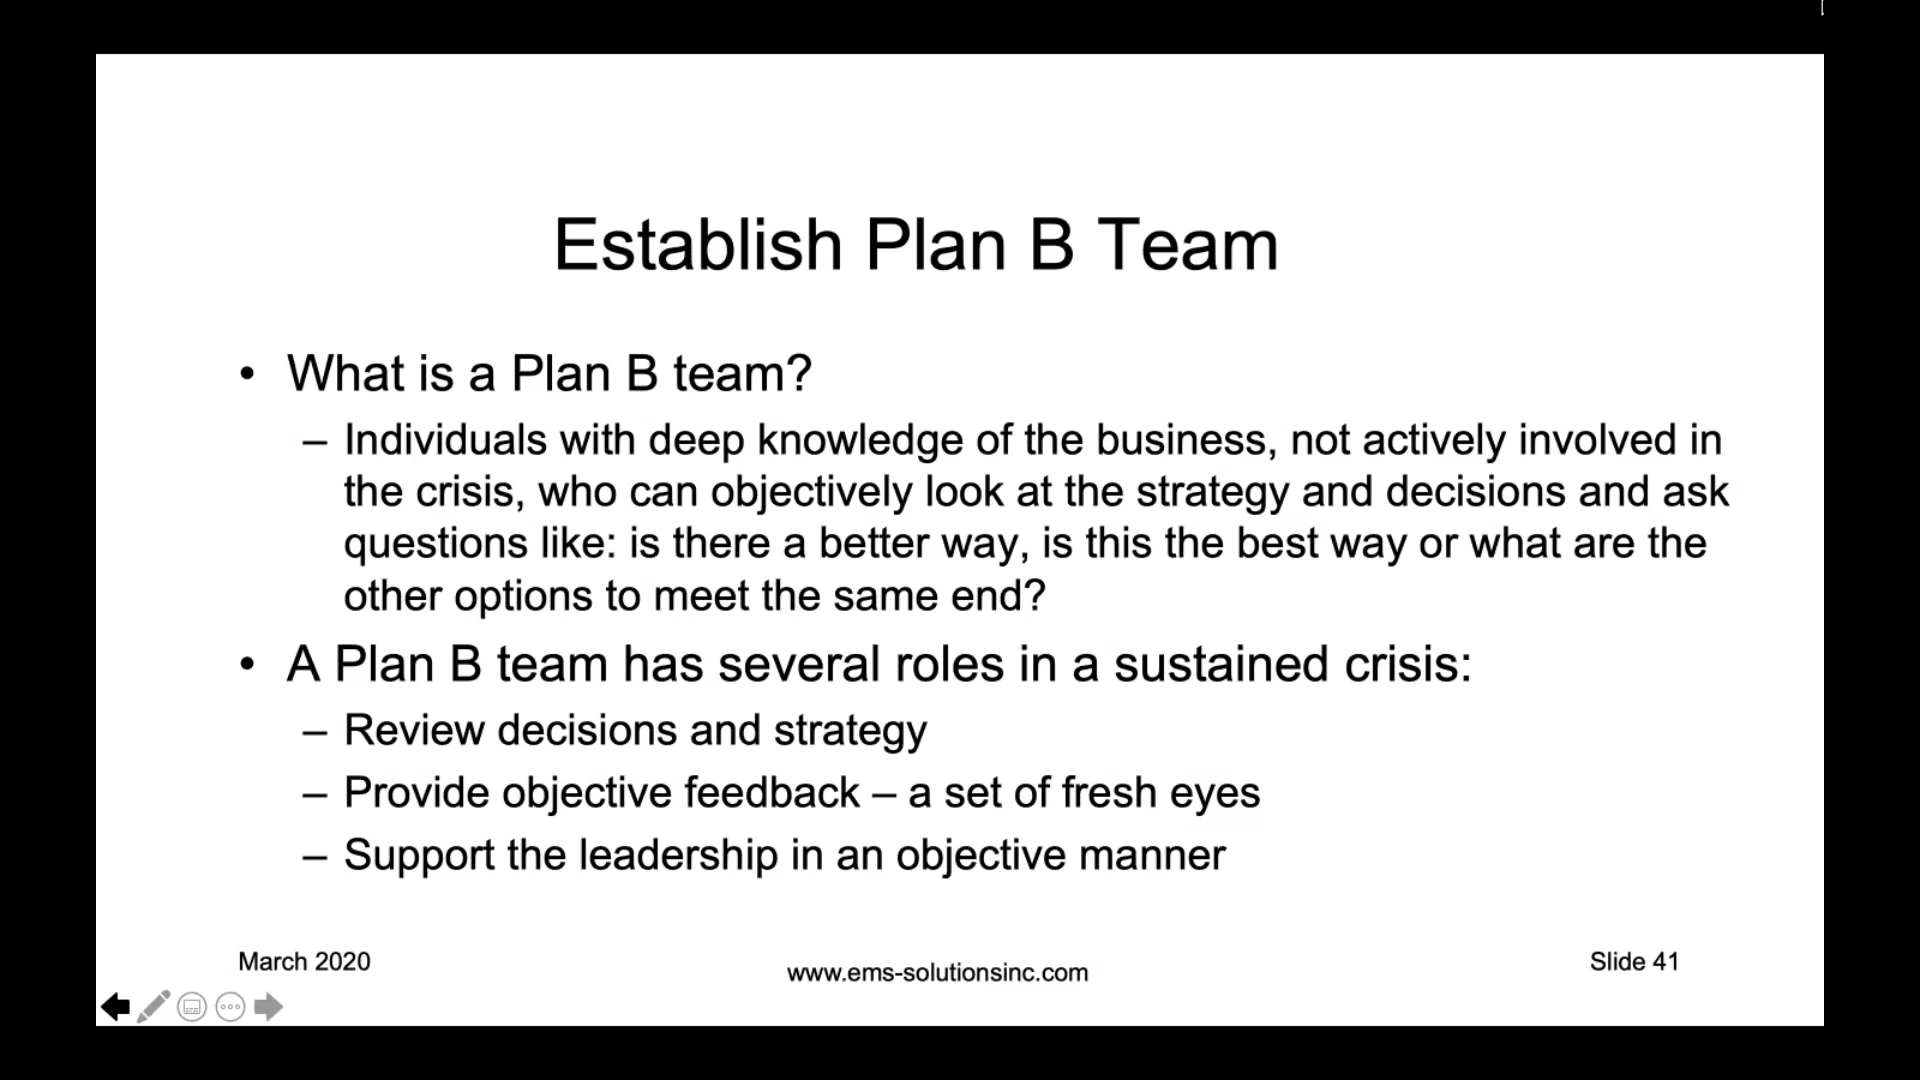 Establish Plan B Team
• What is a Plan B team?
– Individuals with deep knowledge of the business, not actively involved in
the crisis, who can objectively look at the strategy and decisions and ask
questions like: is there a better way, is this the best way or what are the
other options to meet the same end?
• A Plan B team has several roles in a sustained crisis:
– Review decisions and strategy
– Provide objective feedback – a set of fresh eyes
– Support the leadership in an objective manner
March 2020
www.ems-solutionsinc.com
Slide 41